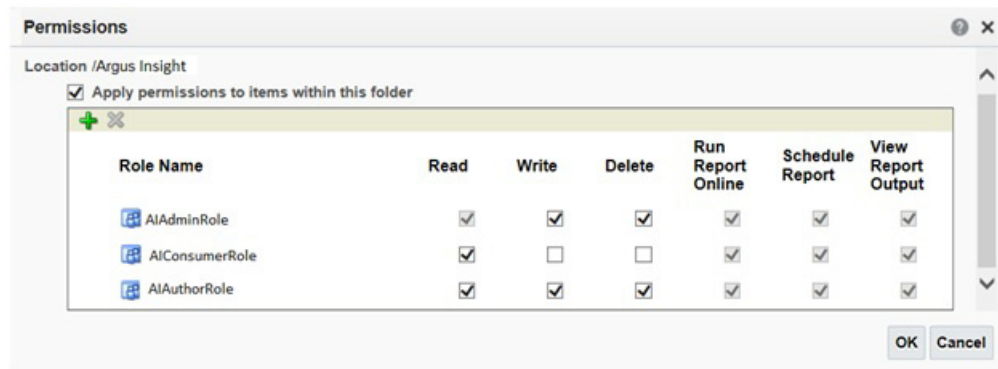 Permissions
Location /Argus Insight
Apply permissions to items within this folder
Role Name Read Write Delete Run Report Online Schedule Report View Report Output
AIAdminRole
AIConsumerRole
AIAuthorRole
OK Cancel